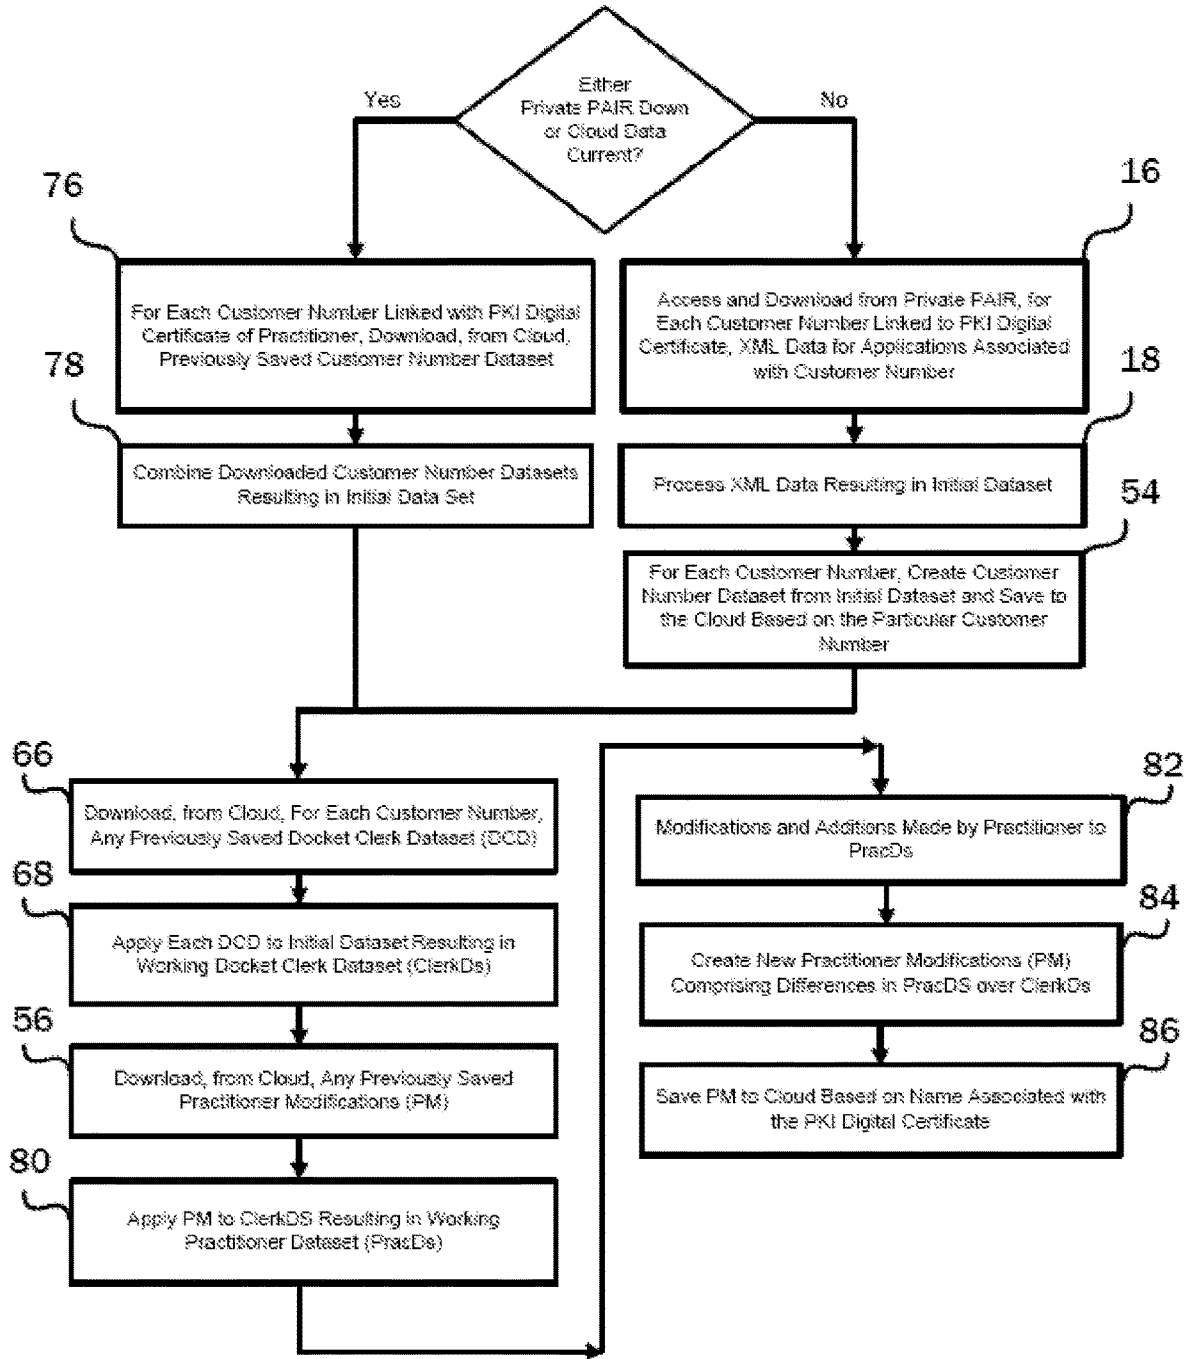 Either
Private PAIR Down
or Cloud Data
Current?
Yes
No
76
For Each Customer Number Linked with PKI Digital
Certificate of Practitioner, Download, from Cloud,
Previously Saved Customer Number Dataset
78
Combine Downloaded Customer Number Datasets
Resulting in Initial Data Set
16
Access and Download from Private PAIR, for
Each Customer Number Linked to PKI Digital
Certificate, XML Data for Applications Associated
with Customer Number
18
Process XML Data Resulting in Initial Dataset
54
For Each Customer Number, Create Customer
Number Dataset from Initial Dataset and Save to
the Cloud Based on the Particular Customer
Number
66
Download, from Cloud, For Each Customer Number,
Any Previously Saved Docket Clerk Dataset (DCD)
68
Apply Each DCD to Initial Dataset Resulting in
Working Docket Clerk Dataset (ClerkDs)
56
Download, from Cloud, Any Previously Saved
Practitioner Modifications (PM)
80
Apply PM to ClerkDS Resulting in Working
Practitioner Dataset (PracDs)
82
Modifications and Additions Made by Practitioner to
PracDs
84
Create New Practitioner Modifications (PM)
Comprising Differences in PracDS over ClerkDs
86
Save PM to Cloud Based on Name Associated with
the PKI Digital Certificate